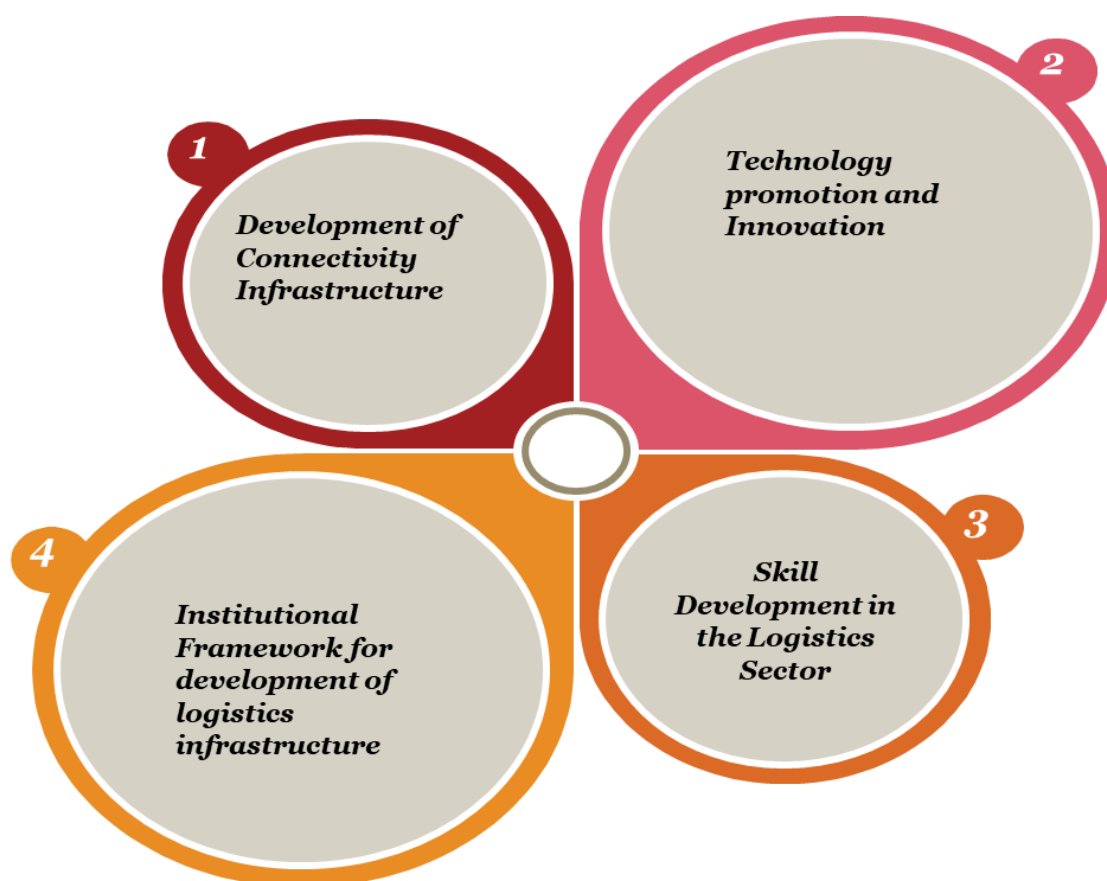 1
Development of
Connectivity
Infrastructure
2
Technology
promotion and
Innovation
3
Skill
Development in
the Logistics
Sector
4
Institutional
Framework for
development of
logistics
infrastructure